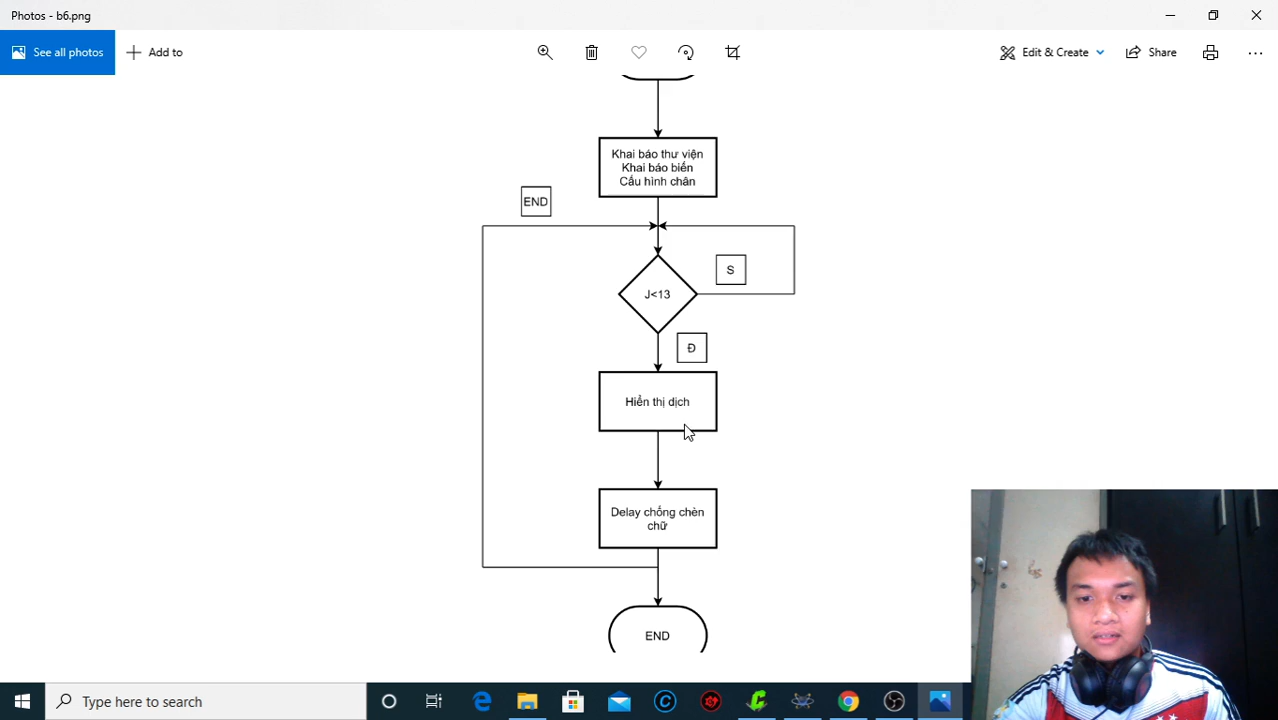 Photos - b6.png
See all photos
Add to
Edit & Create
Share
Khai báo thư viện
Khai báo biến
Cấu hình chân
END
S
J<13
Đ
Hiển thị dịch
Delay chống chèn
chữ
END
Type here to search